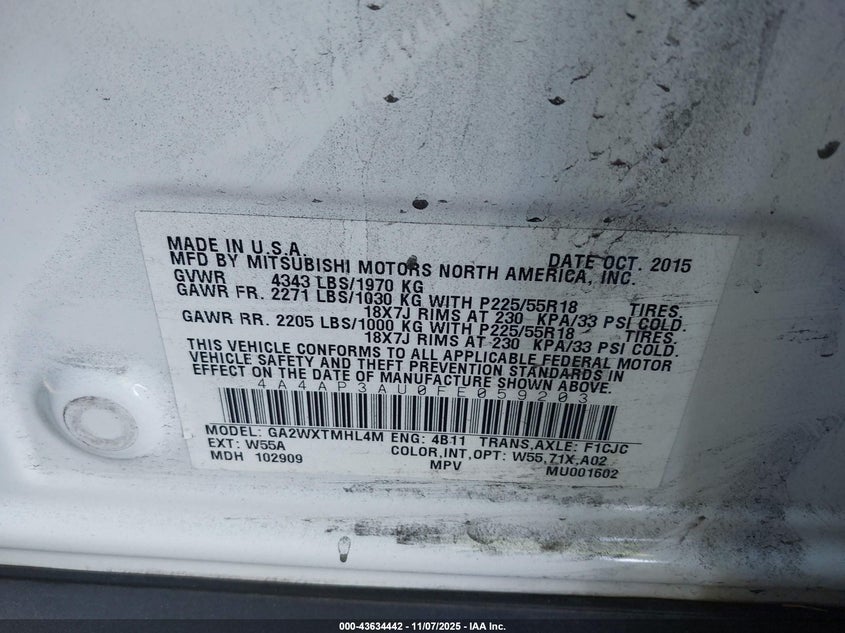 MADE IN U.S.A. DATE OCT. 2015
MFD BY MITSUBISHI MOTORS NORTH AMERICA, INC.
GVWR 4343 LBS/1970 KG
GAWR FR. 2271 LBS/1030 KG WITH P225/55R18 TIRES.
18X7J RIMS AT 230 KPA/33 PSI COLD.
GAWR RR. 2205 LBS/1000 KG WITH P225/55R18 TIRES.
18X7J RIMS AT 230 KPA/33 PSI COLD.
THIS VEHICLE CONFORMS TO ALL APPLICABLE FEDERAL MOTOR
VEHICLE SAFETY AND THEFT PREVENTION STANDARDS IN
EFFECT ON THE DATE OF MANUFACTURE SHOWN ABOVE.
4A4AP3AU0FE059203
MODEL: GA2WXTMHL4M ENG: 4B11 TRANS,AXLE: F1CJC
EXT: W55A COLOR,INT,OPT: W55,71X,A02
MDH 102909 MPV MU001602
000-43634442 - 11/07/2025 - IAA Inc.